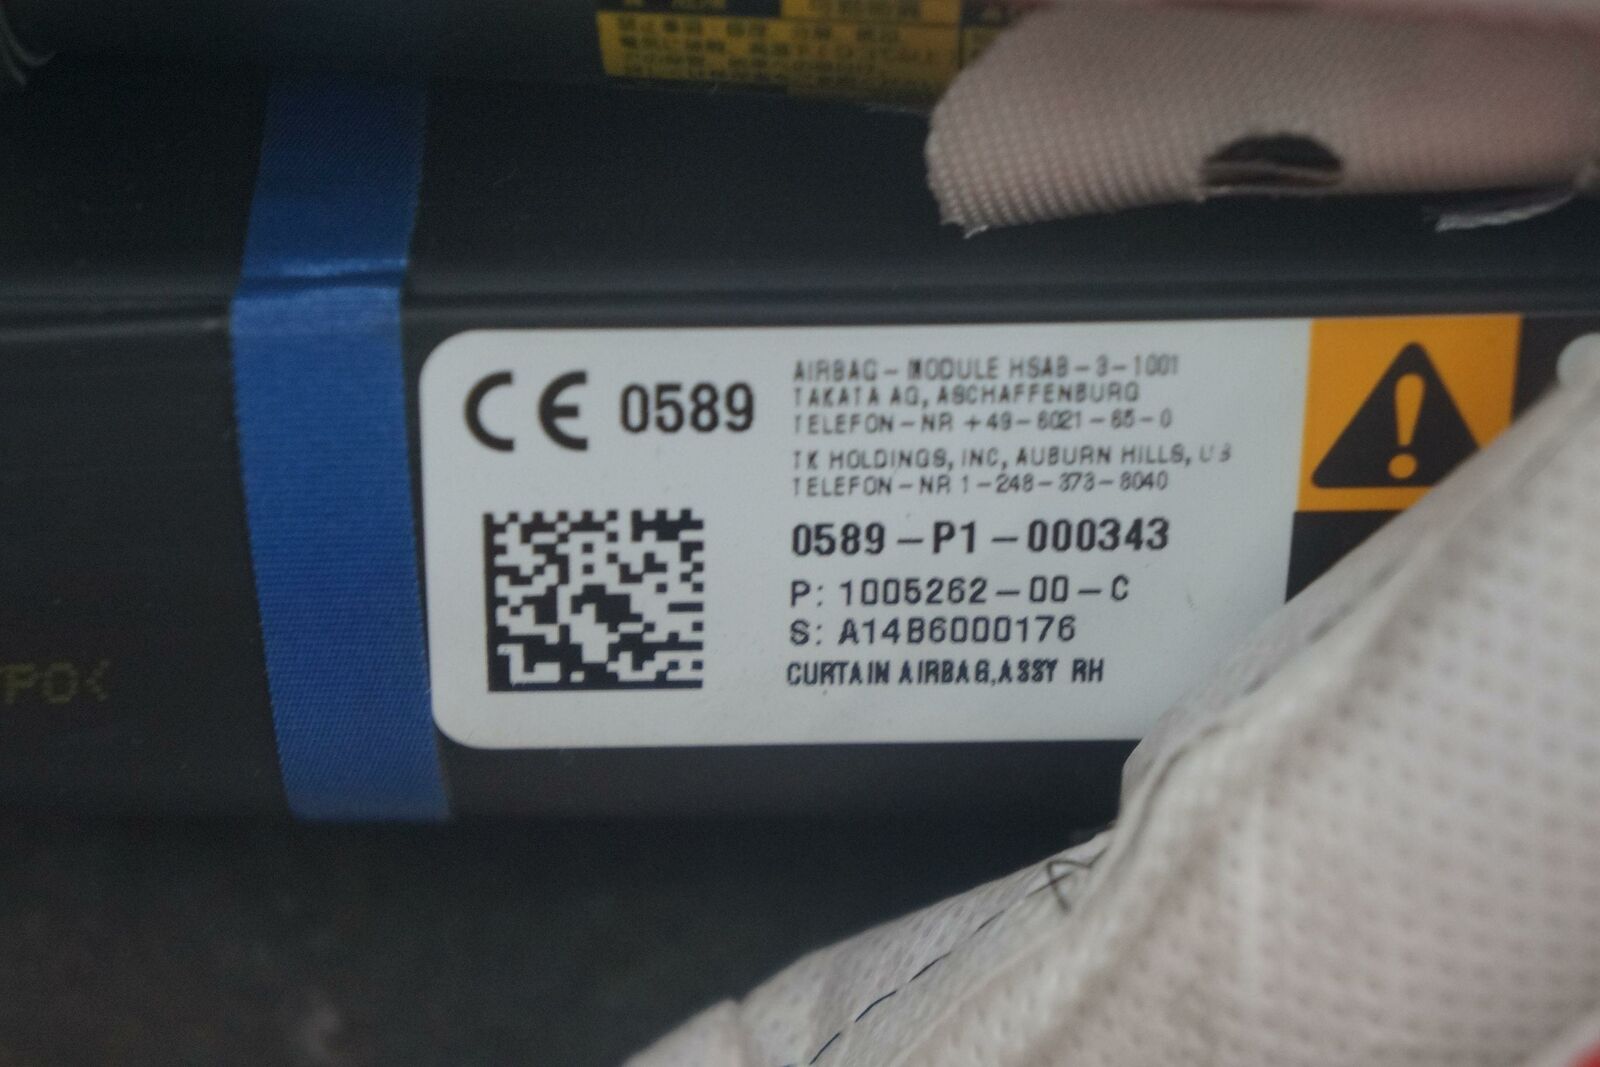 CE 0589
AIRBAG-MODULE HSAB-3-1001
TAKATA AG, ASCHAFFENBURG
TELEFON-NR +49-6021-65-0
TK HOLDINGS, INC, AUBURN HILLS, US
TELEFON-NR 1-248-373-8040
0589-P1-000343
P: 1005262-00-C
S: A14B6000176
CURTAIN AIRBAG,ASSY RH